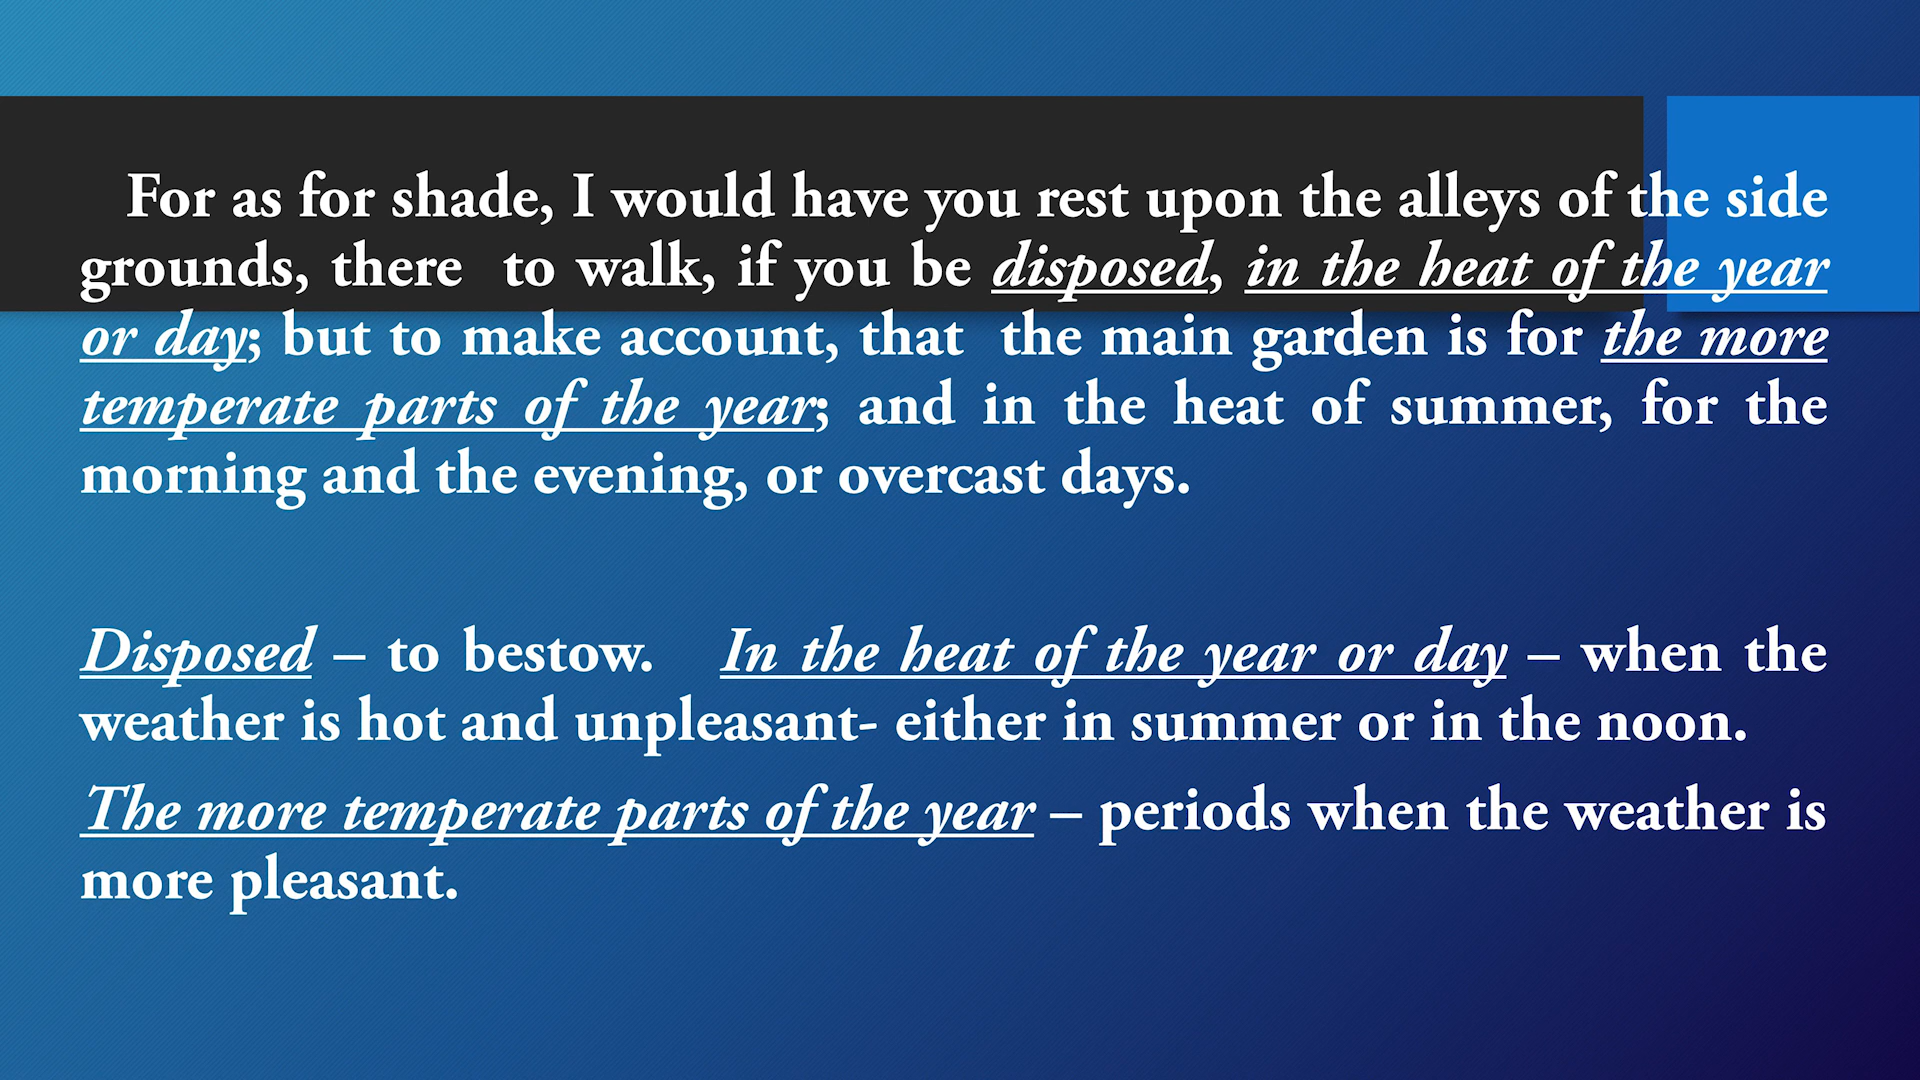 For as for shade, I would have you rest upon the alleys of the side
grounds, there to walk, if you be disposed, in the heat of the year
or day; but to make account, that the main garden is for the more
temperate parts of the year; and in the heat of summer, for the
morning and the evening, or overcast days.
Disposed – to bestow. In the heat of the year or day – when the
weather is hot and unpleasant- either in summer or in the noon.
The more temperate parts of the year – periods when the weather is
more pleasant.